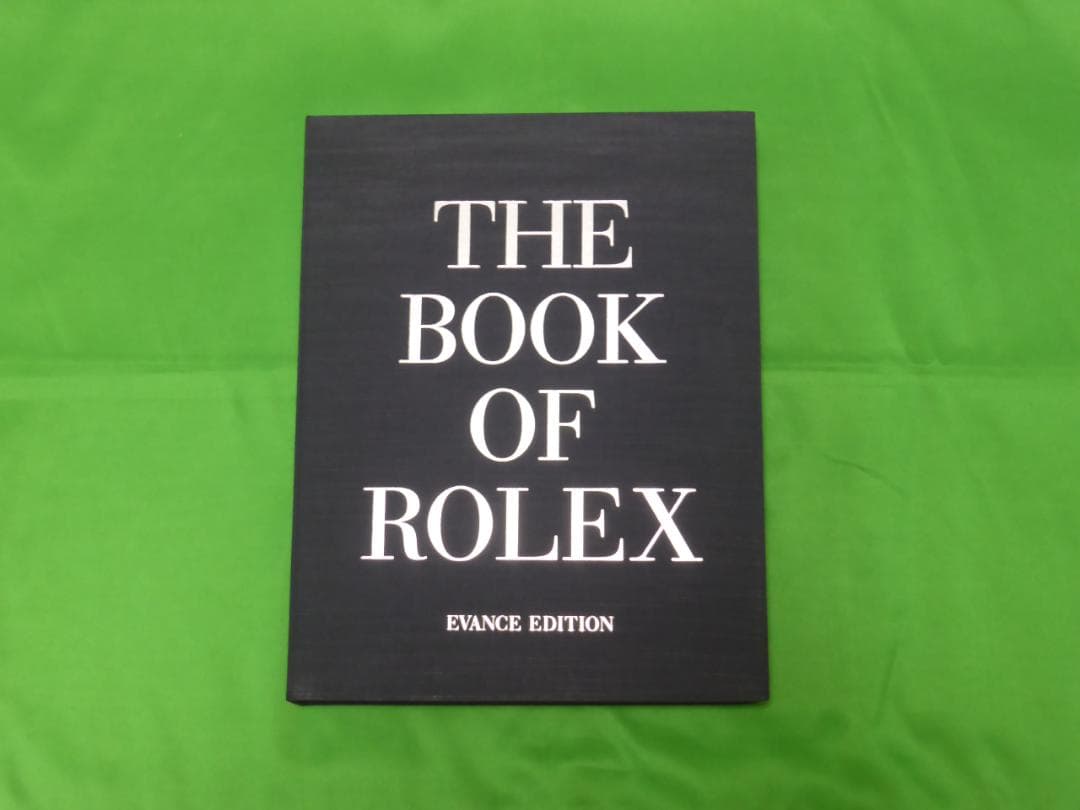 THE
BOOK
OF
ROLEX
EVANCE EDITION